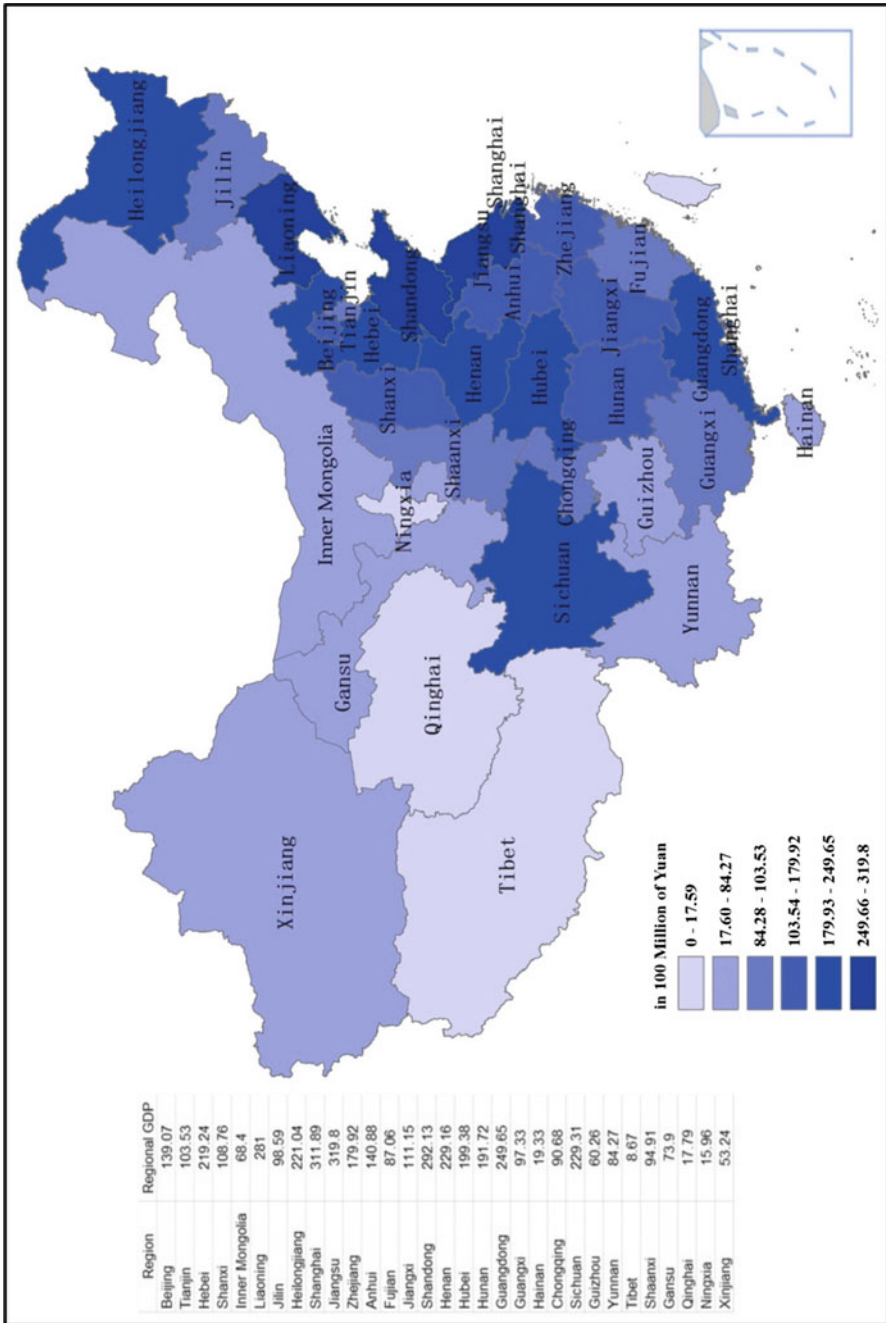 Region Regional GDP
Beijing 139.07
Tianjin 103.53
Hebei 219.24
Shanxi 108.76
Inner Mongolia 68.4
Liaoning 281
Jilin 98.59
Heilongjiang 221.04
Shanghai 311.89
Jiangsu 319.8
Zhejiang 179.92
Anhui 140.88
Fujian 87.06
Jiangxi 111.15
Shandong 292.13
Henan 229.16
Hubei 199.38
Hunan 191.72
Guangdong 249.65
Guangxi 97.33
Hainan 19.33
Chongqing 90.68
Sichuan 229.31
Guizhou 60.26
Yunnan 84.27
Tibet 8.67
Shaanxi 94.91
Gansu 73.9
Qinghai 17.79
Ningxia 15.96
Xinjiang 53.24
in 100 Million of Yuan
0 - 17.59
17.60 - 84.27
84.28 - 103.53
103.54 - 179.92
179.93 - 249.65
249.66 - 319.8
Heilongjiang
Jilin
Liaoning
Inner Mongolia
Xinjiang
Gansu
Beijing
Tianjin
Hebei
Shanxi
Ningxia
Shandong
Qinghai
Shaanxi
Henan
Jiangsu
Shanghai
Anhui
Shanghai
Tibet
Sichuan
Chongqing
Hubei
Zhejiang
Hunan
Jiangxi
Fujian
Guizhou
Yunnan
Guangxi
Guangdong
Shanghai
Hainan